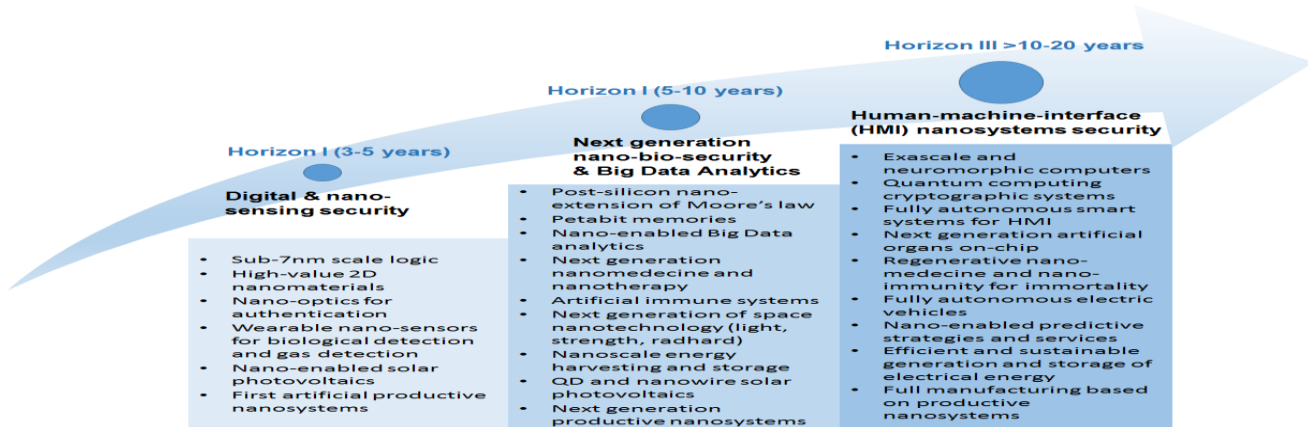 Horizon I (3-5 years)
Digital & nano-
sensing security
• Sub-7nm scale logic
• High-value 2D
nanomaterials
• Nano-optics for
authentication
• Wearable nano-sensors
for biological detection
and gas detection
• Nano-enabled solar
photovoltaics
• First artificial productive
nanosystems
Horizon I (5-10 years)
Next generation
nano-bio-security
& Big Data Analytics
• Post-silicon nano-
extension of Moore's law
• Petabit memories
• Nano-enabled Big Data
analytics
• Next generation
nanomedecine and
nanotherapy
• Artificial immune systems
• Next generation of space
nanotechnology (light,
strength, radhard)
• Nanoscale energy
harvesting and storage
• QD and nanowire solar
photovoltaics
• Next generation
productive nanosystems
Horizon III >10-20 years
Human-machine-interface
(HMI) nanosystems security
• Exascale and
neuromorphic computers
• Quantum computing
cryptographic systems
• Fully autonomous smart
systems for HMI
• Next generation artificial
organs on-chip
• Regenerative nano-
medecine and nano-
immunity for immortality
• Fully autonomous electric
vehicles
• Nano-enabled predictive
strategies and services
• Efficient and sustainable
generation and storage of
electrical energy
• Full manufacturing based
on productive
nanosystems